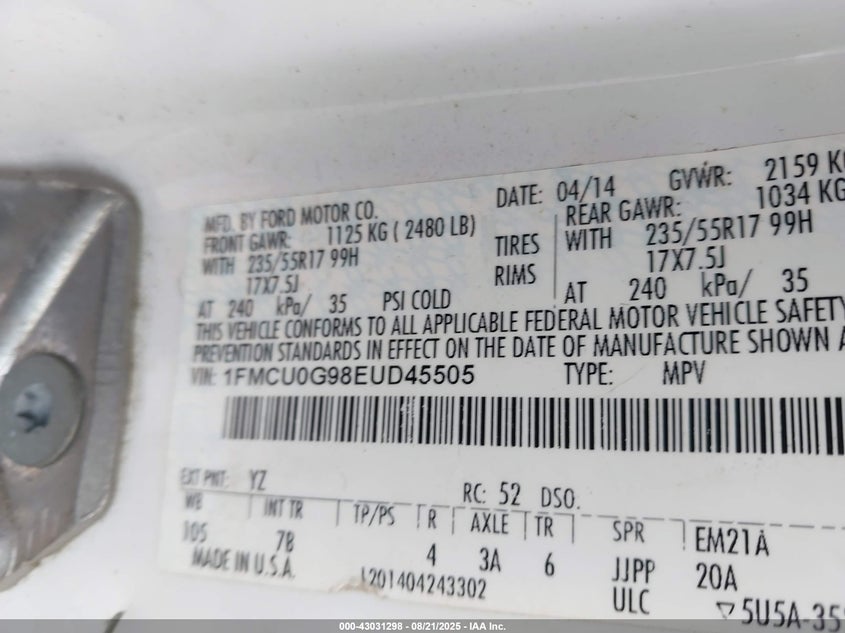 MFD. BY FORD MOTOR CO. DATE: 04/14 GVWR: 2159 KG
FRONT GAWR: 1125 KG ( 2480 LB) REAR GAWR: 1034 KG
WITH 235/55R17 99H TIRES WITH 235/55R17 99H
17X7.5J RIMS 17X7.5J
AT 240 kPa/ 35 PSI COLD AT 240 kPa/ 35
THIS VEHICLE CONFORMS TO ALL APPLICABLE FEDERAL MOTOR VEHICLE SAFETY
PREVENTION STANDARDS IN EFFECT ON THE DATE OF MANUFACTURE SHOWN A
VIN: 1FMCU0G98EUD45505 TYPE: MPV
EXT PNT: YZ RC: 52 DSO:
WB INT TR TP/PS R AXLE TR SPR EM21A
105 7B 4 3A 6 JJPP 20A
MADE IN U.S.A. L201404243302 ULC ▽5U5A-35
000-43031298 - 08/21/2025 - IAA Inc.